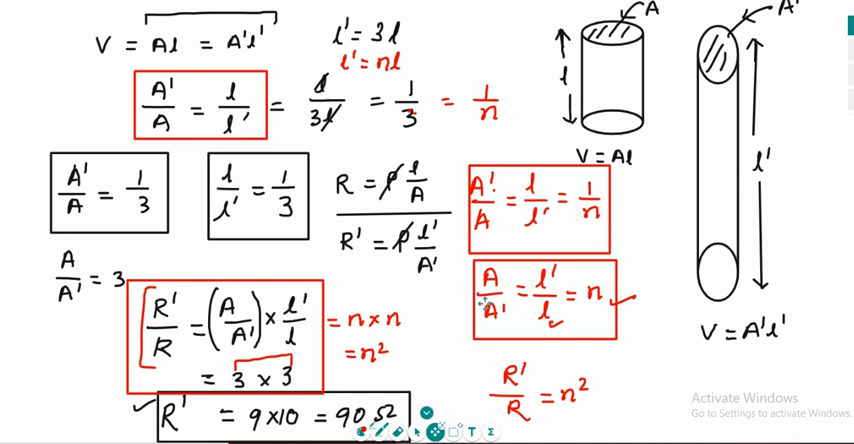 V = Al = A'l'
l' = 3l
l' = nl
A
A'
A'/A = l/l' = l/3l = 1/3 = 1/n
l
V = Al
l'
A'/A = 1/3
l/l' = 1/3
R = ρ l/A
R' = ρ l'/A'
A'/A = l/l' = 1/n
A/A' = 3
A/A' = l'/l = n
V = A'l'
R'/R = (A/A') × l'/l = n × n
= n²
= 3 × 3
R'/R = n²
R' = 9×10 = 90 Ω
Activate Windows
Go to Settings to activate Windows.
T Σ